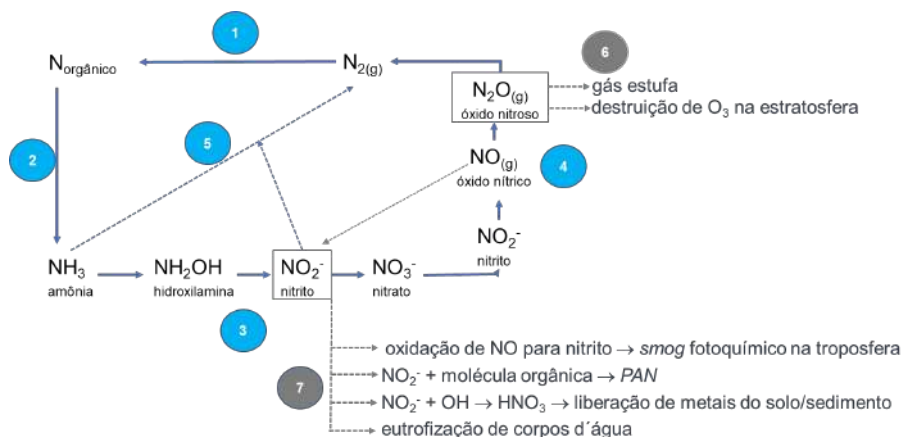 1
6
N orgânico
N₂(g)
N₂O(g)
óxido nitroso
gás estufa
destruição de O₃ na estratosfera
2
5
NO(g)
óxido nítrico
4
NO₂⁻
nitrito
NH₃
amônia
NH₂OH
hidroxilamina
NO₂⁻
nitrito
NO₃⁻
nitrato
3
7
oxidação de NO para nitrito → smog fotoquímico na troposfera
NO₂⁻ + molécula orgânica → PAN
NO₂⁻ + OH → HNO₃ → liberação de metais do solo/sedimento
eutrofização de corpos d´água